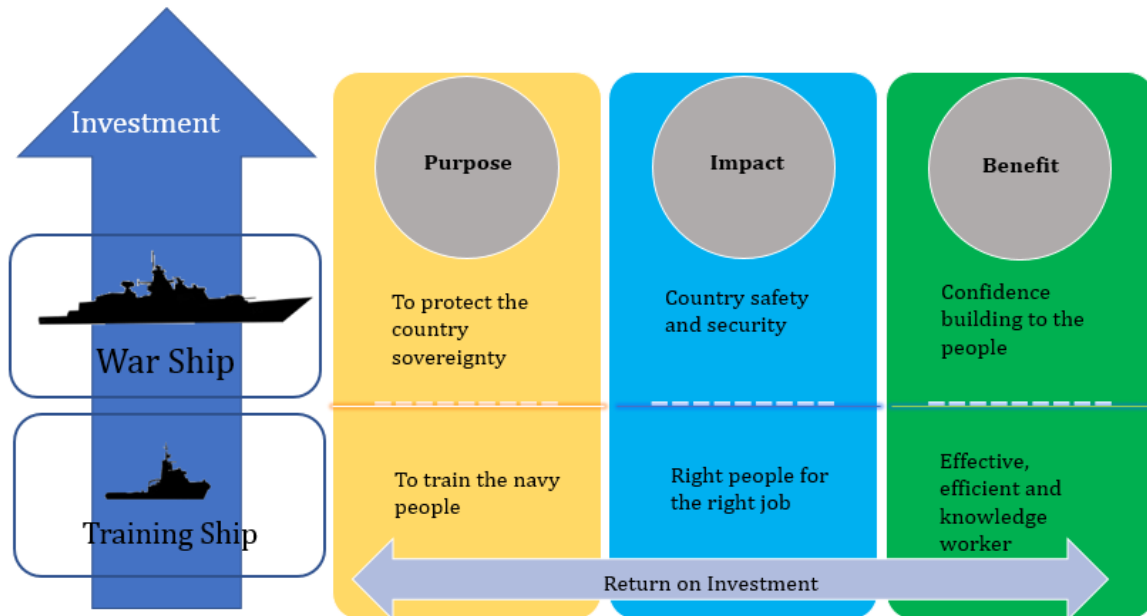 Investment
War Ship
Training Ship
Purpose
To protect the
country
sovereignty
To train the navy
people
Impact
Country safety
and security
Right people for
the right job
Benefit
Confidence
building to the
people
Effective,
efficient and
knowledge
worker
Return on Investment